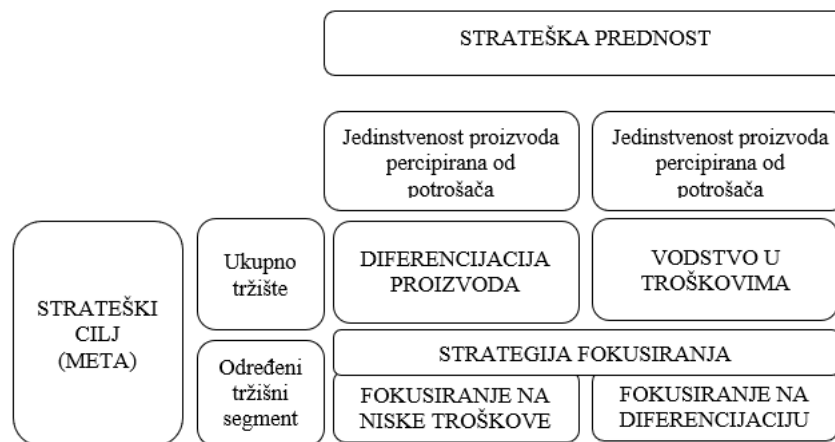 STRATEŠKA PREDNOST
Jedinstvenost proizvoda
percipirana od
potrošača
Jedinstvenost proizvoda
percipirana od
potrošača
STRATEŠKI
CILJ
(META)
Ukupno
tržište
DIFERENCIJACIJA
PROIZVODA
VODSTVO U
TROŠKOVIMA
STRATEGIJA FOKUSIRANJA
Određeni
tržišni
segment
FOKUSIRANJE NA
NISKE TROŠKOVE
FOKUSIRANJE NA
DIFERENCIJACIJU